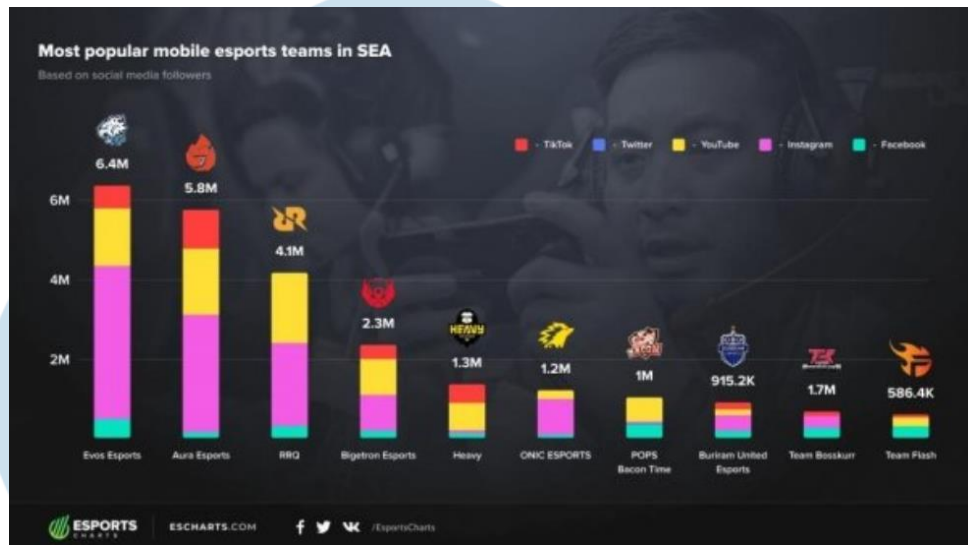 Most popular mobile esports teams in SEA
Based on social media followers
- TikTok - Twitter - YouTube - Instagram - Facebook
6.4M
5.8M
4.1M
2.3M
1.3M
1.2M
1M
915.2K
1.7M
586.4K
6M
4M
2M
HEAVY
Evos Esports
Aura Esports
RRQ
Bigetron Esports
Heavy
ONIC ESPORTS
POPS
Bacon Time
Buriram United
Esports
Team Bosskurr
Team Flash
ESPORTS
CHARTS
ESCHARTS.COM
/EsportsCharts